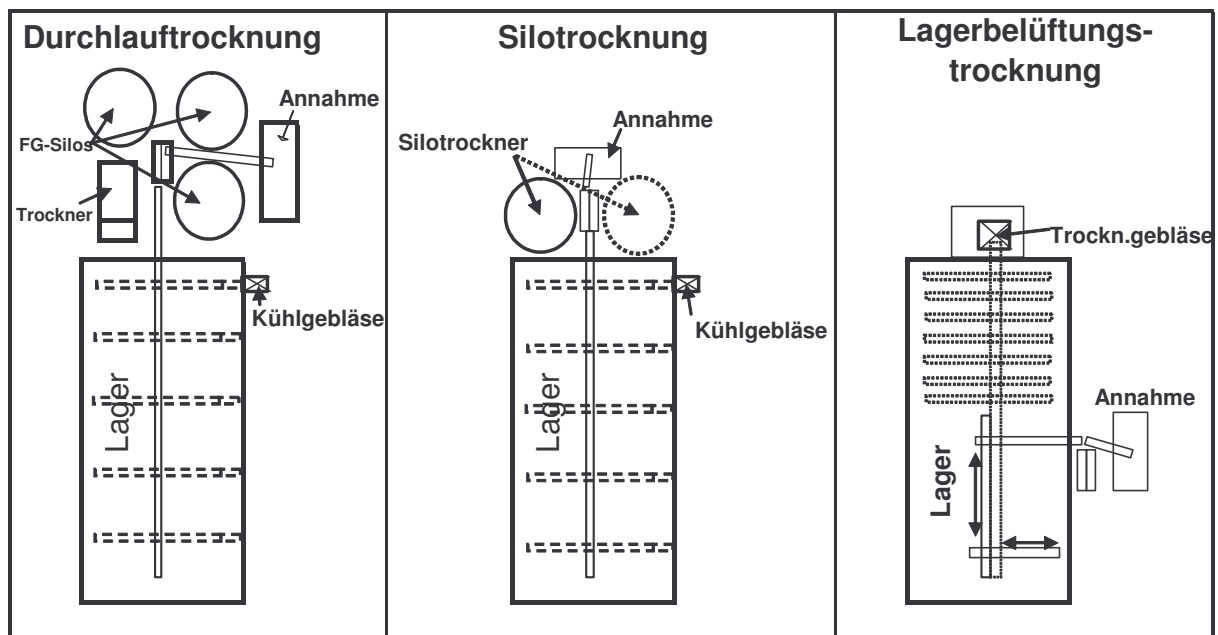 Durchlauftrocknung
Annahme
FG-Silos
Trockner
Kühlgebläse
Lager
Silotrocknung
Annahme
Silotrockner
Kühlgebläse
Lager
Lagerbelüftungs-
trocknung
Trockn.gebläse
Annahme
Lager